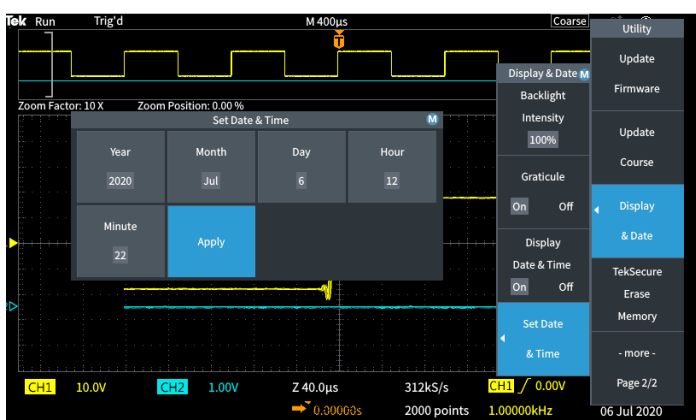 Tek Run Trig'd M 400µs Coarse
T
Zoom Factor: 10 X Zoom Position: 0.00 %
Set Date & Time M
Year Month Day Hour
2020 Jul 6 12
Minute
22
Apply
Display & Date M
Backlight
Intensity
100%
Graticule
On Off
Display
Date & Time
On Off
Set Date
& Time
Utility
Update
Firmware
Update
Course
Display
& Date
TekSecure
Erase
Memory
- more -
Page 2/2
CH1 10.0V CH2 1.00V Z 40.0µs 312kS/s CH1 / 0.00V
0.00000s 2000 points 1.00000kHz 06 Jul 2020